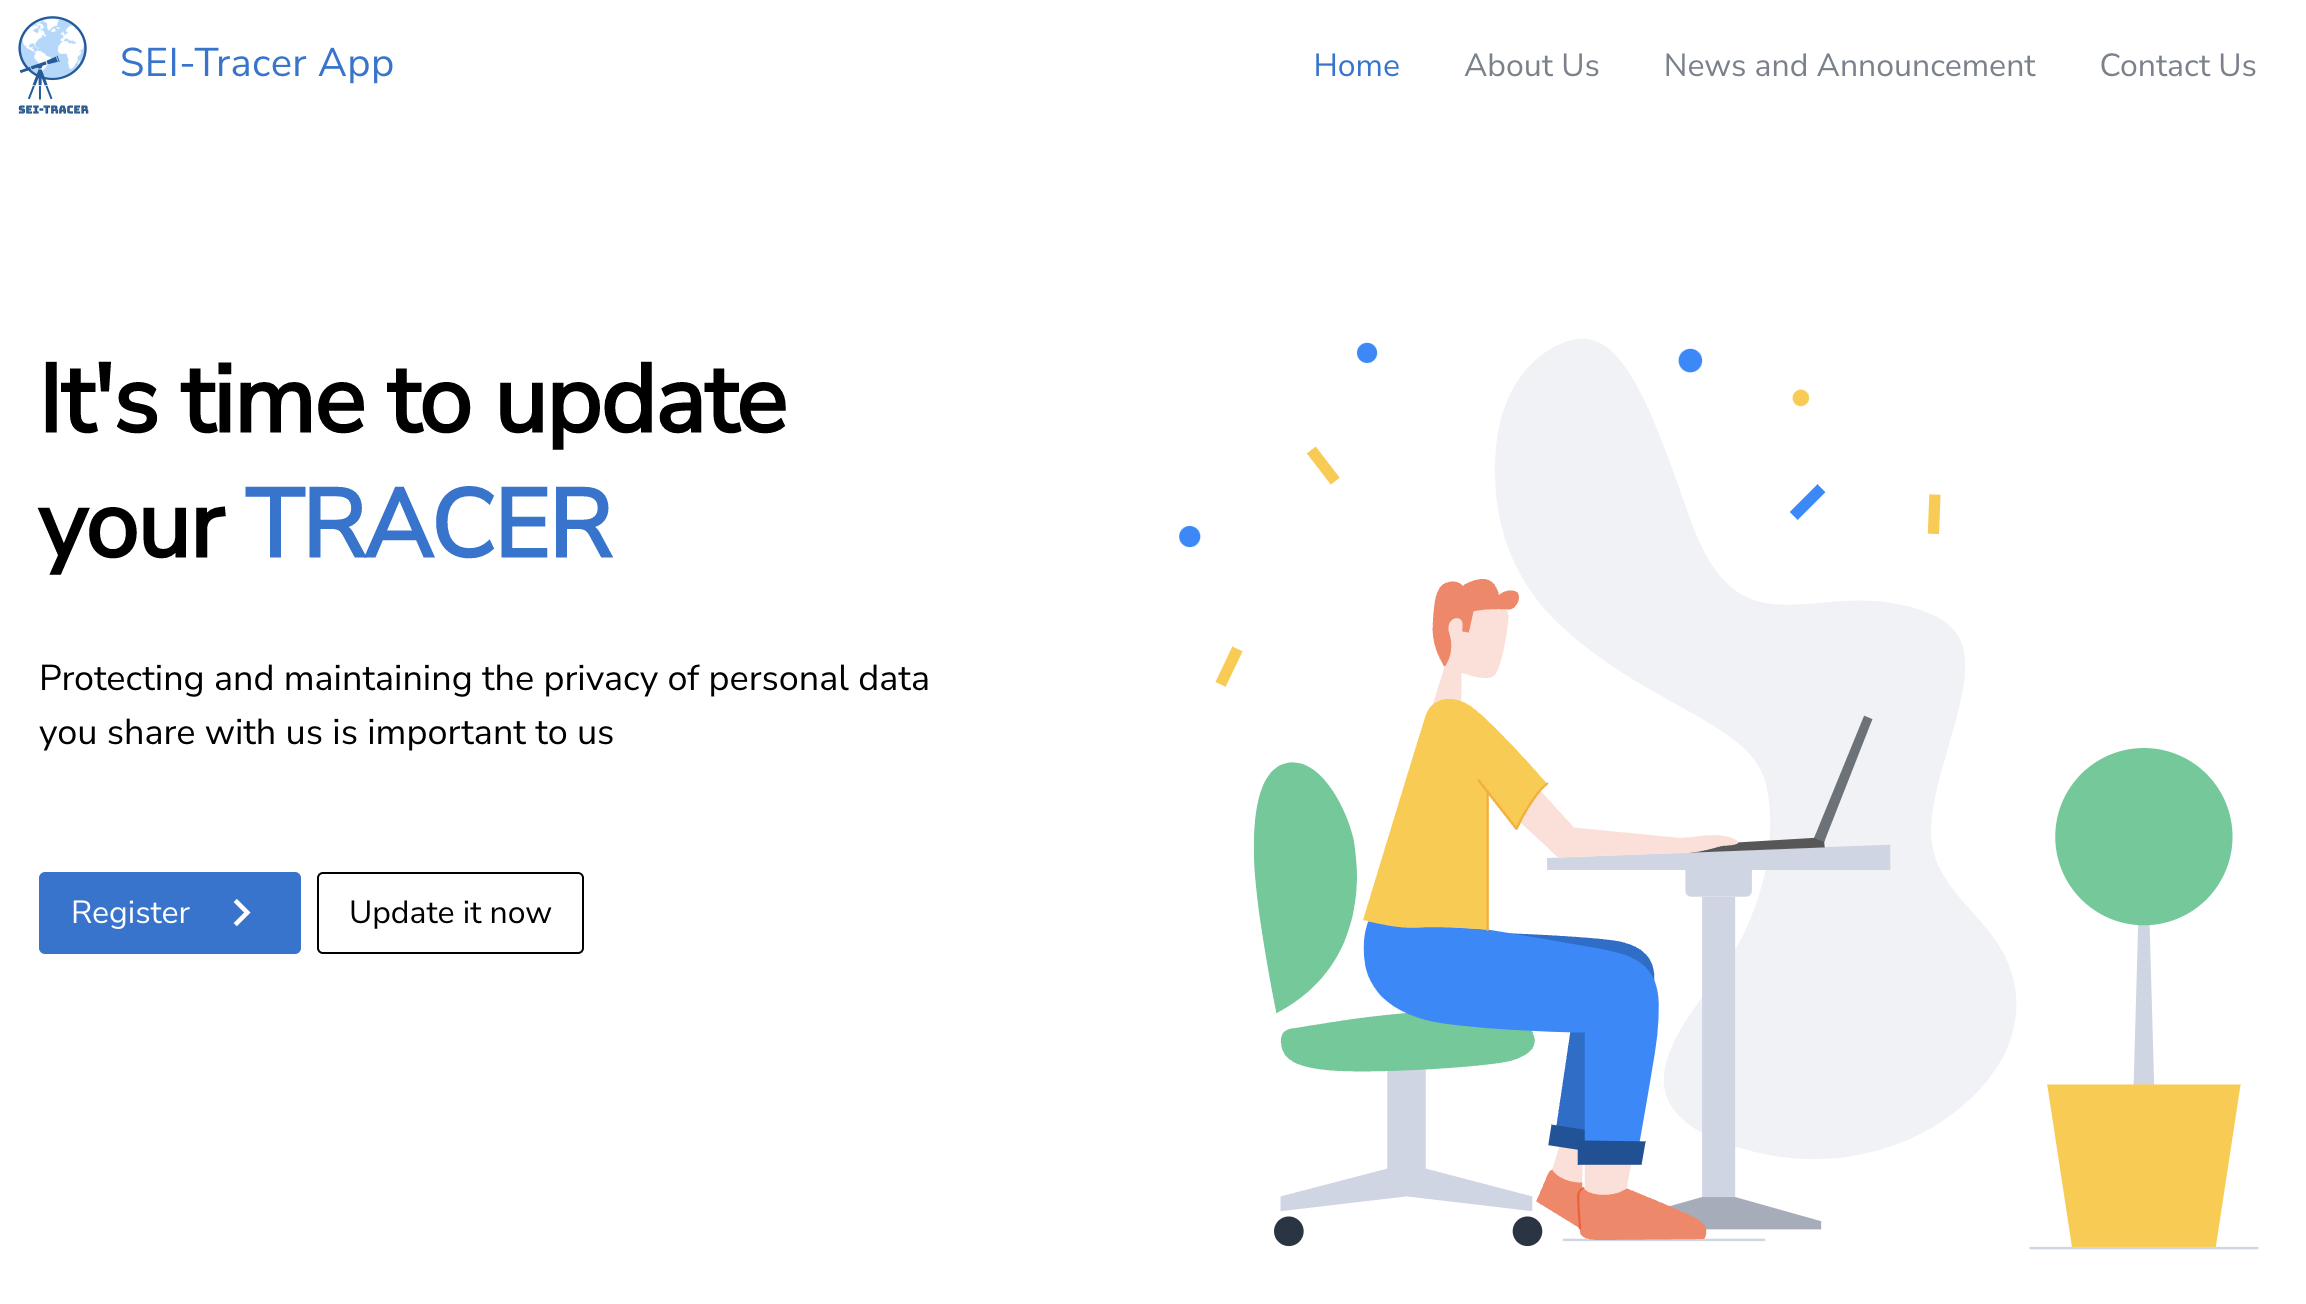 SEI-TRACER
SEI-Tracer App
Home
About Us
News and Announcement
Contact Us
It's time to update
your TRACER
Protecting and maintaining the privacy of personal data
you share with us is important to us
Register
Update it now